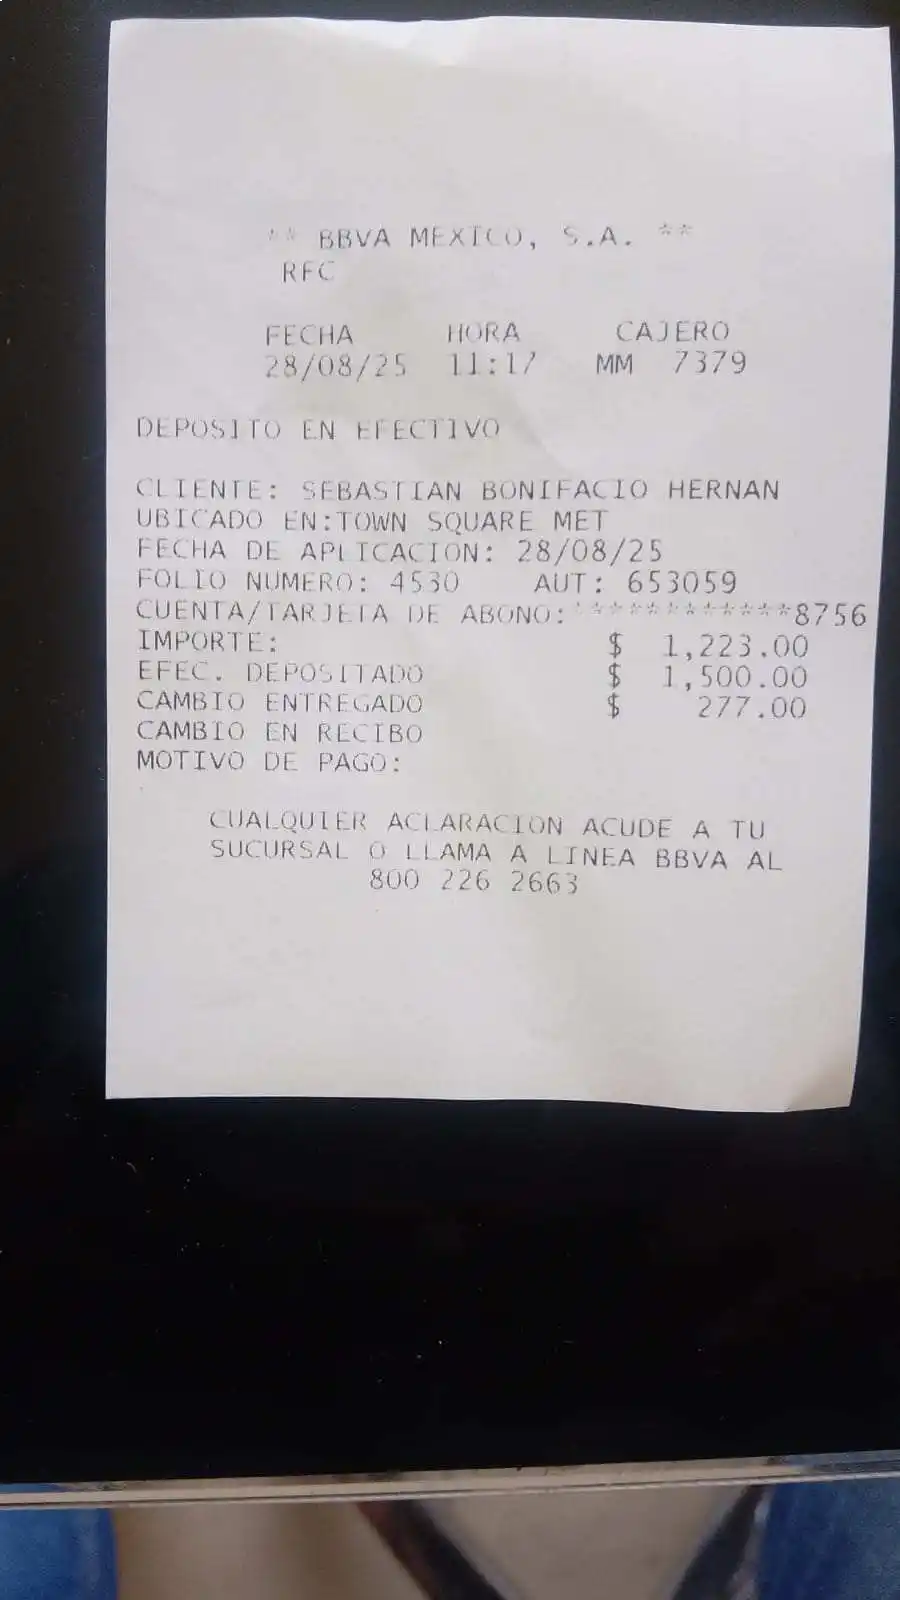 ** BBVA MEXICO, S.A. **
RFC
FECHA HORA CAJERO
28/08/25 11:17 MM 7379
DEPOSITO EN EFECTIVO
CLIENTE: SEBASTIAN BONIFACIO HERNAN
UBICADO EN:TOWN SQUARE MET
FECHA DE APLICACION: 28/08/25
FOLIO NUMERO: 4530 AUT: 653059
CUENTA/TARJETA DE ABONO:************8756
IMPORTE: $ 1,223.00
EFEC. DEPOSITADO $ 1,500.00
CAMBIO ENTREGADO $ 277.00
CAMBIO EN RECIBO
MOTIVO DE PAGO:
CUALQUIER ACLARACION ACUDE A TU
SUCURSAL O LLAMA A LINEA BBVA AL
800 226 2663